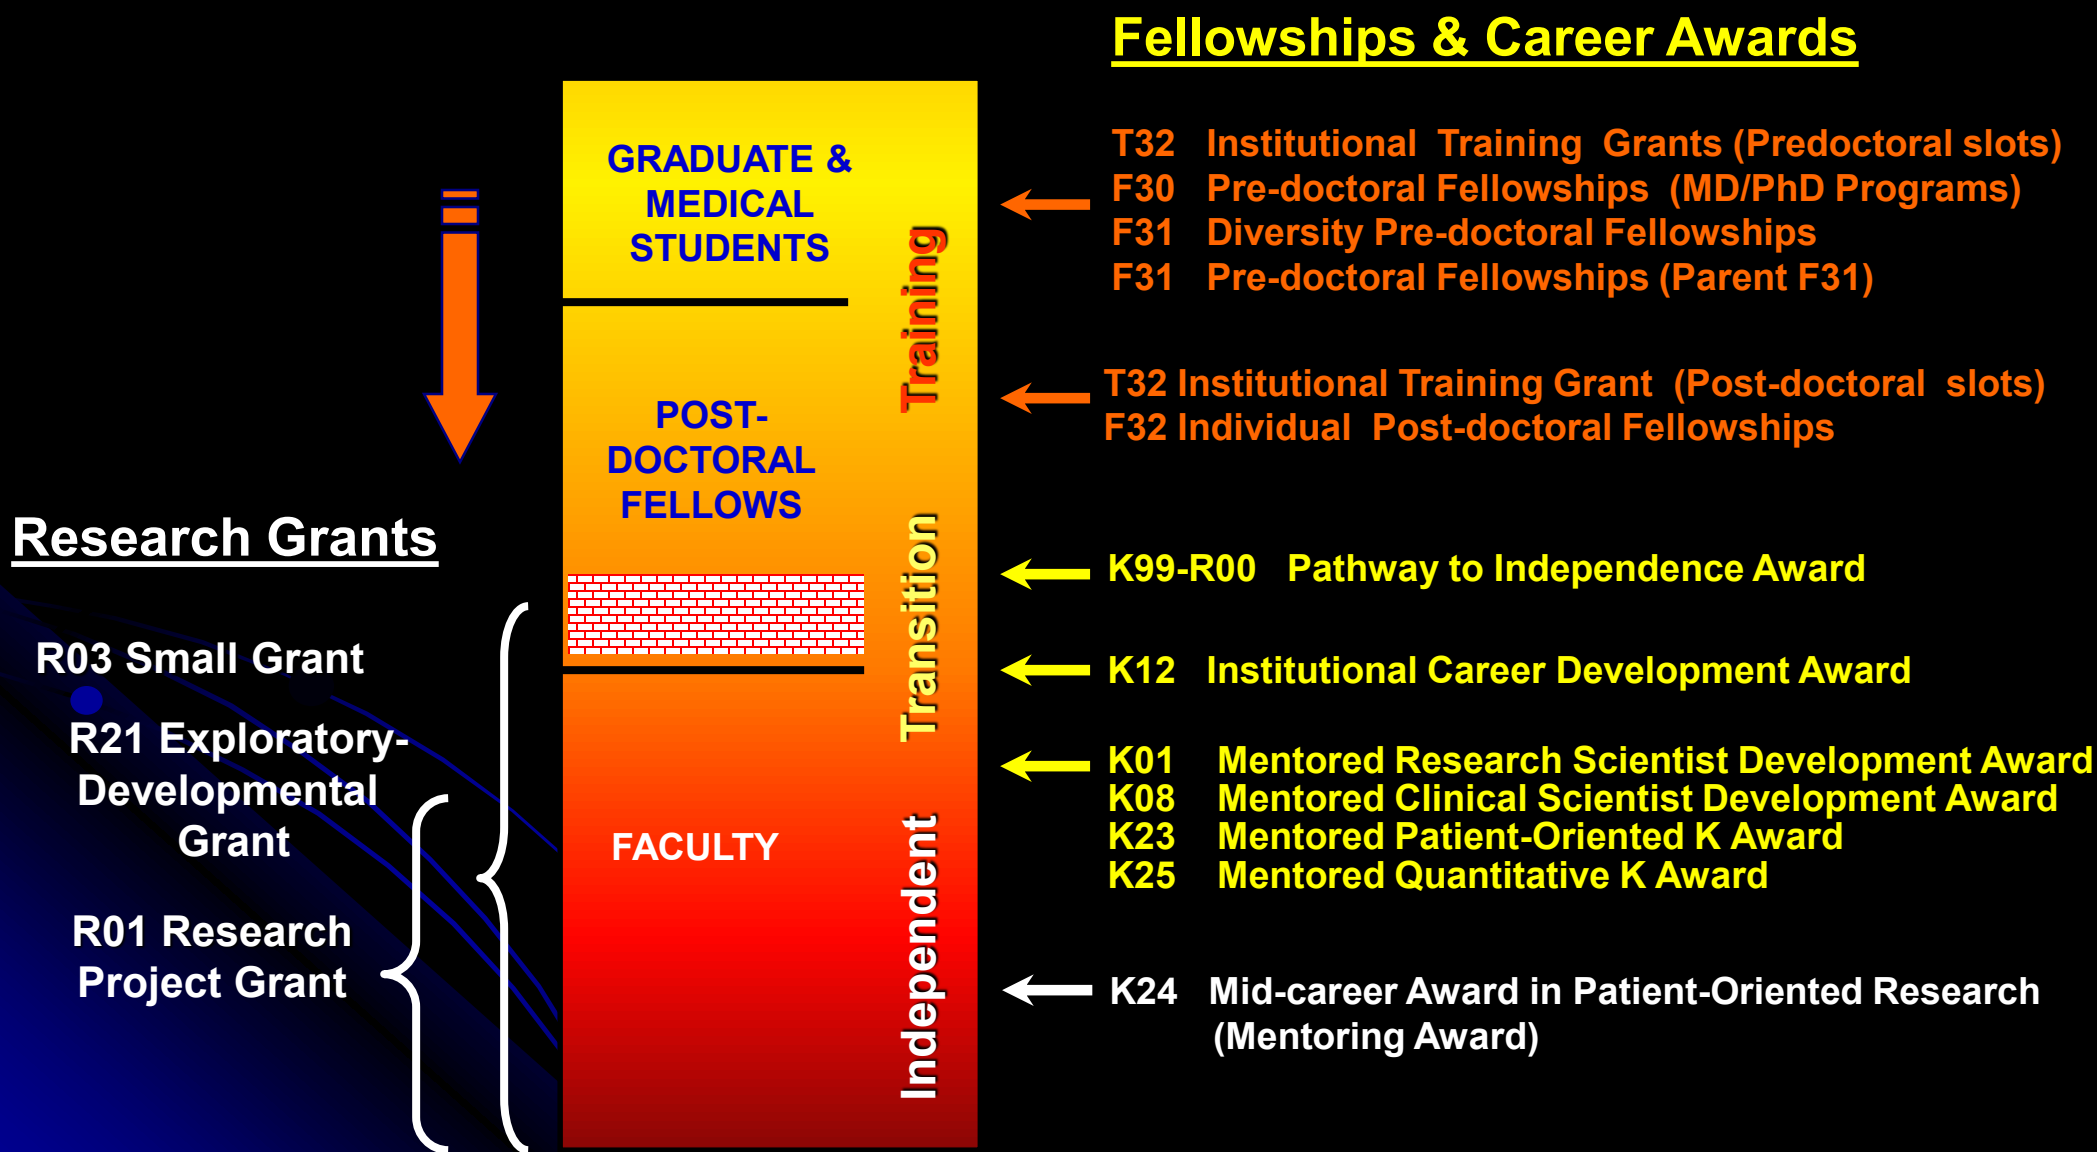 Fellowships & Career Awards
GRADUATE &
MEDICAL
STUDENTS
POST-
DOCTORAL
FELLOWS
FACULTY
Training
Transition
Independent
T32 Institutional Training Grants (Predoctoral slots)
F30 Pre-doctoral Fellowships (MD/PhD Programs)
F31 Diversity Pre-doctoral Fellowships
F31 Pre-doctoral Fellowships (Parent F31)
T32 Institutional Training Grant (Post-doctoral slots)
F32 Individual Post-doctoral Fellowships
K99-R00 Pathway to Independence Award
K12 Institutional Career Development Award
K01 Mentored Research Scientist Development Award
K08 Mentored Clinical Scientist Development Award
K23 Mentored Patient-Oriented K Award
K25 Mentored Quantitative K Award
K24 Mid-career Award in Patient-Oriented Research
(Mentoring Award)
Research Grants
R03 Small Grant
R21 Exploratory-
Developmental
Grant
R01 Research
Project Grant